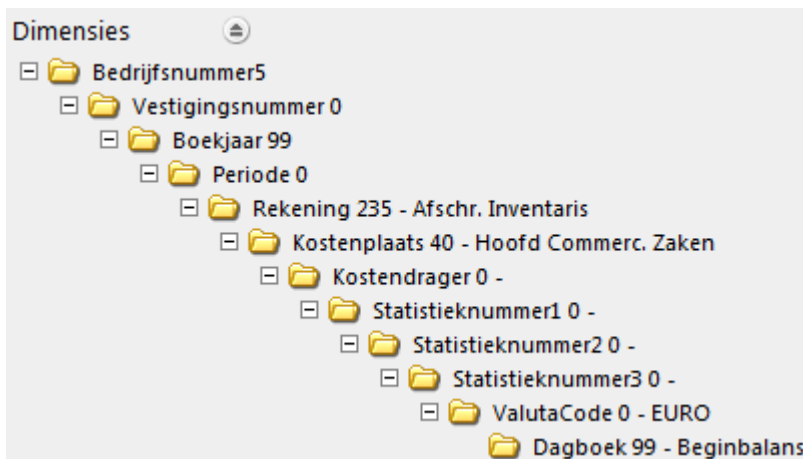 Dimensies
Bedrijfsnummer5
Vestigingsnummer 0
Boekjaar 99
Periode 0
Rekening 235 - Afschr. Inventaris
Kostenplaats 40 - Hoofd Commerc. Zaken
Kostendrager 0 -
Statistieknummer1 0 -
Statistieknummer2 0 -
Statistieknummer3 0 -
ValutaCode 0 - EURO
Dagboek 99 - Beginbalans